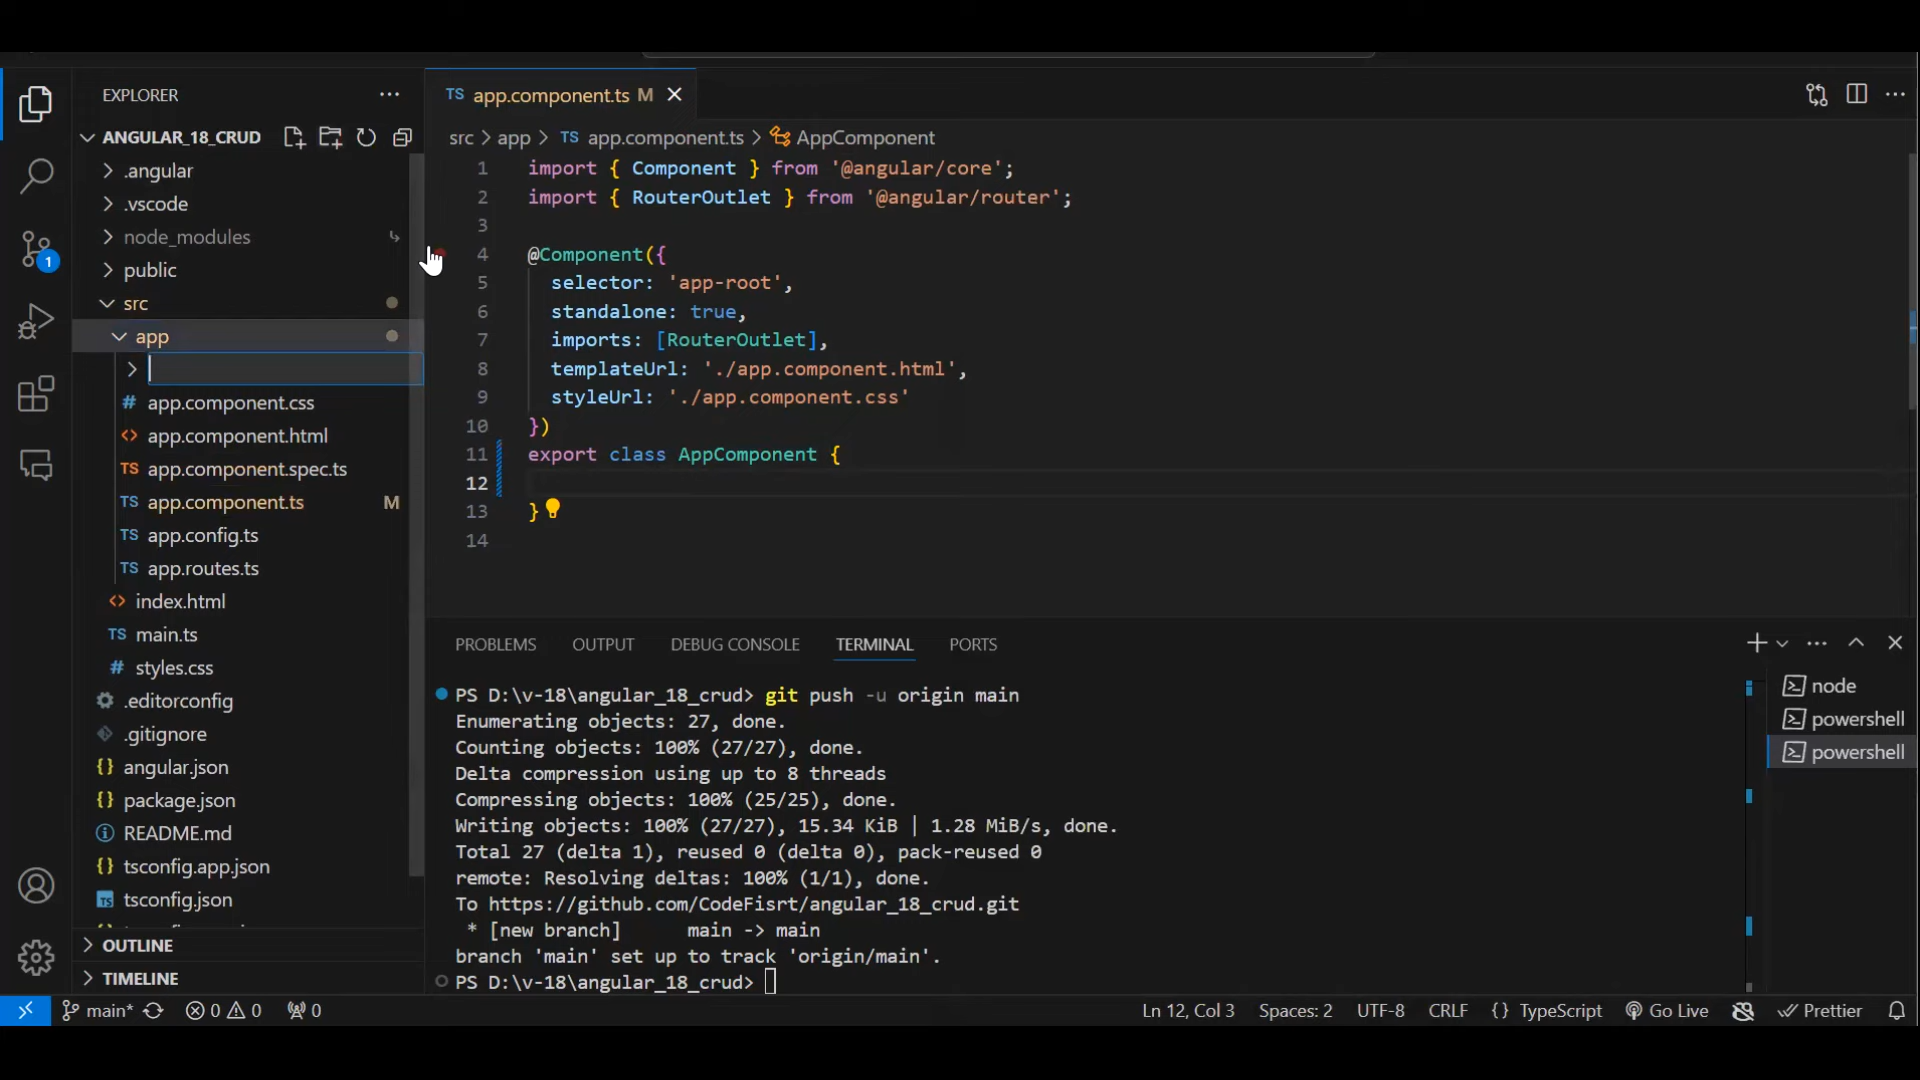 EXPLORER
ANGULAR_18_CRUD
.angular
.vscode
node_modules
public
src
app
app.component.css
app.component.html
app.component.spec.ts
app.component.ts M
app.config.ts
app.routes.ts
index.html
main.ts
styles.css
.editorconfig
.gitignore
angular.json
package.json
README.md
tsconfig.app.json
tsconfig.json
OUTLINE
TIMELINE
1
TS app.component.ts M
src > app > TS app.component.ts > AppComponent
1 import { Component } from '@angular/core';
2 import { RouterOutlet } from '@angular/router';
3
4 @Component({
5 selector: 'app-root',
6 standalone: true,
7 imports: [RouterOutlet],
8 templateUrl: './app.component.html',
9 styleUrl: './app.component.css'
10 })
11 export class AppComponent {
12
13 }
14
PROBLEMS OUTPUT DEBUG CONSOLE TERMINAL PORTS
PS D:\v-18\angular_18_crud> git push -u origin main
Enumerating objects: 27, done.
Counting objects: 100% (27/27), done.
Delta compression using up to 8 threads
Compressing objects: 100% (25/25), done.
Writing objects: 100% (27/27), 15.34 KiB | 1.28 MiB/s, done.
Total 27 (delta 1), reused 0 (delta 0), pack-reused 0
remote: Resolving deltas: 100% (1/1), done.
To https://github.com/CodeFisrt/angular_18_crud.git
* [new branch] main -> main
branch 'main' set up to track 'origin/main'.
PS D:\v-18\angular_18_crud>
node
powershell
powershell
main* 0 0 0 Ln 12, Col 3 Spaces: 2 UTF-8 CRLF {} TypeScript Go Live Prettier